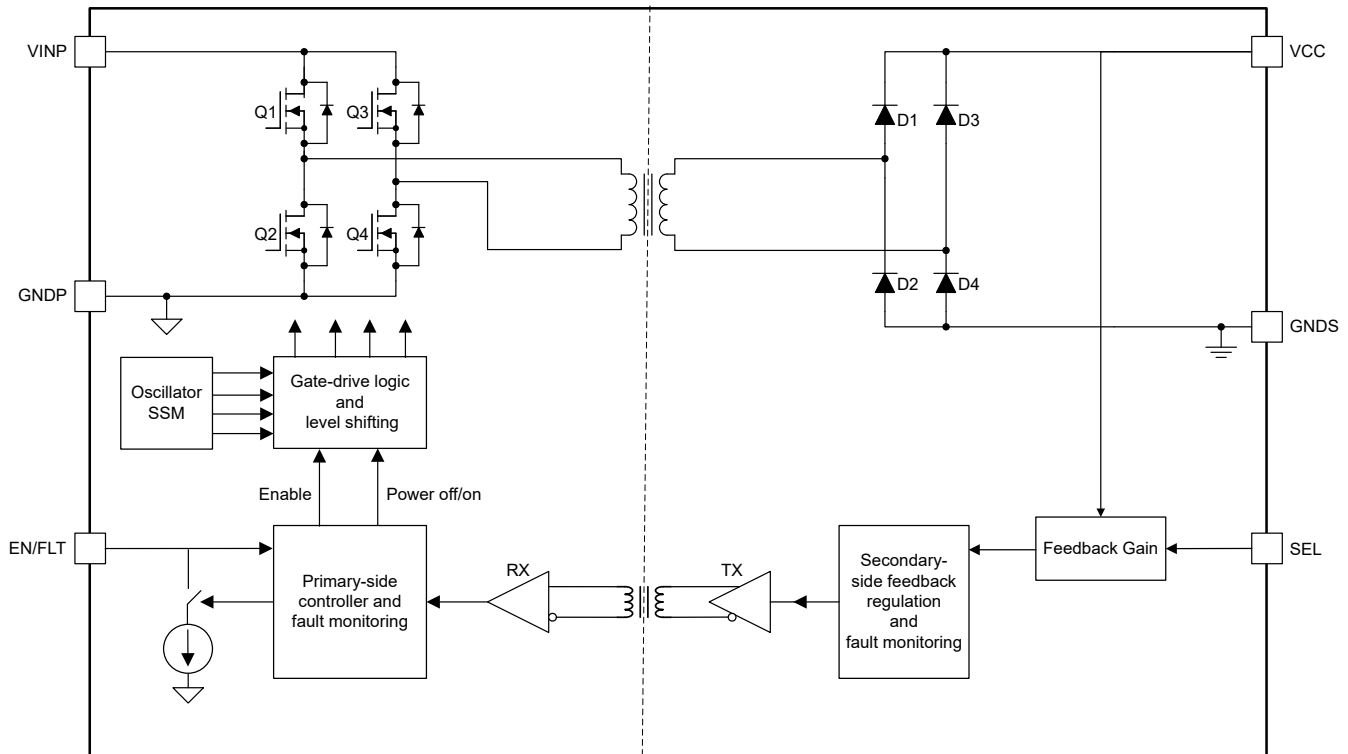 VINP
VCC
Q1
Q3
D1
D3
Q2
Q4
D2
D4
GNDP
GNDS
Oscillator
SSM
Gate-drive logic
and
level shifting
Enable
Power off/on
EN/FLT
SEL
Feedback Gain
Primary-side
controller and
fault monitoring
RX
TX
Secondary-
side feedback
regulation
and
fault monitoring